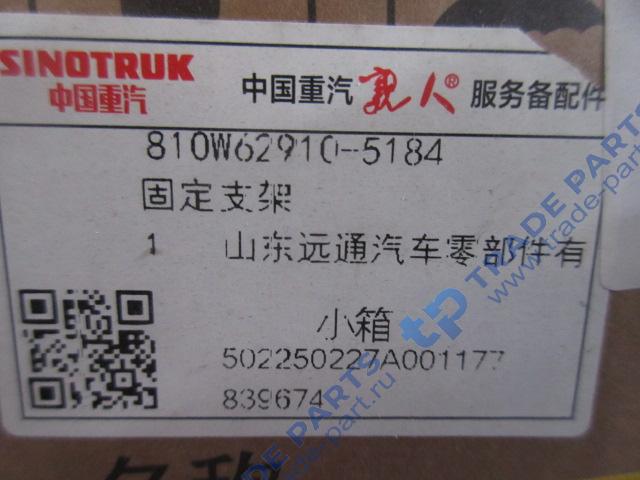 SINOTRUK
中国重汽
中国重汽 亲人® 服务备配件
810W62910-5184
固定支架
1 山东远通汽车零部件有
小箱
502250227A001177
839674
TRADE PARTS
www.trade-parts.
tp